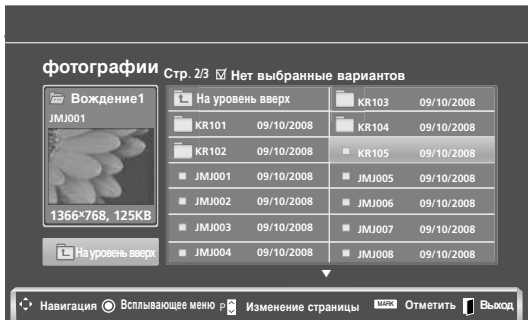 фотографии Стр. 2/3 ☑ Нет выбранные вариантов
Вождение1
JMJ001
1366×768, 125KB
На уровень вверх
На уровень вверх
KR101 09/10/2008
KR102 09/10/2008
JMJ001 09/10/2008
JMJ002 09/10/2008
JMJ003 09/10/2008
JMJ004 09/10/2008
KR103 09/10/2008
KR104 09/10/2008
KR105 09/10/2008
JMJ005 09/10/2008
JMJ006 09/10/2008
JMJ007 09/10/2008
JMJ008 09/10/2008
Навигация Всплывающее меню P Изменение страницы MARK Отметить Выход